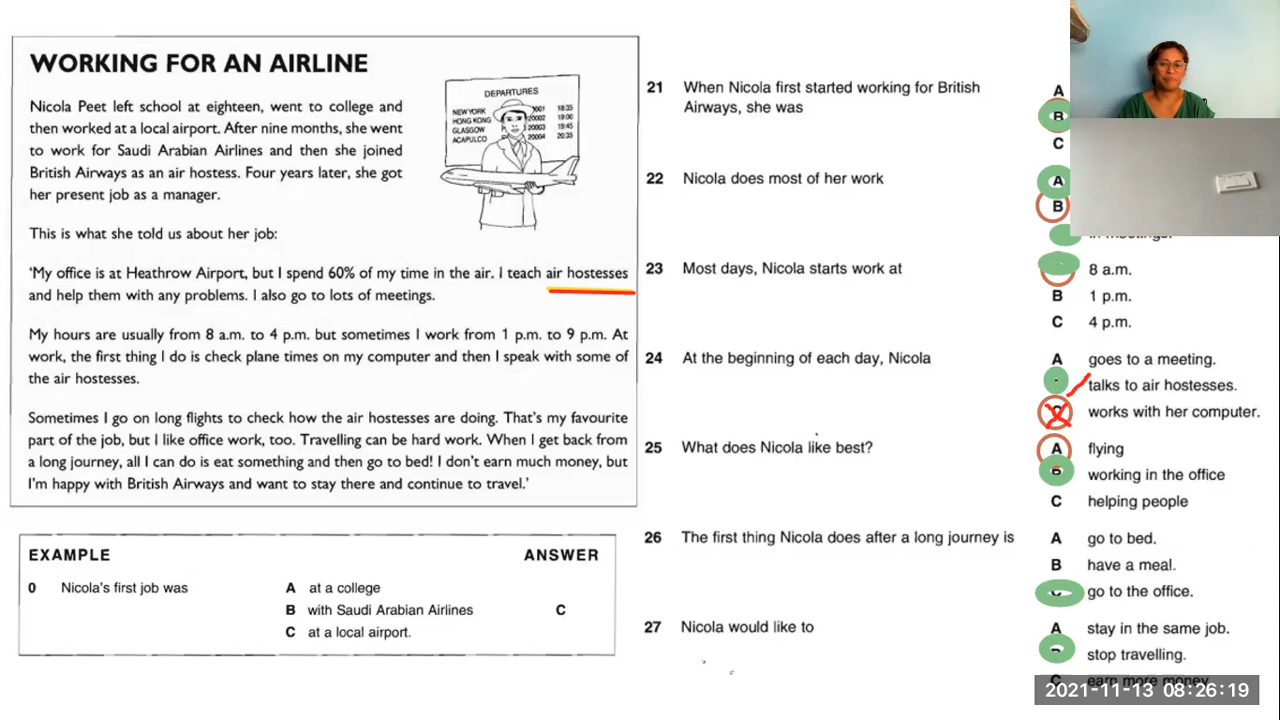 WORKING FOR AN AIRLINE
Nicola Peet left school at eighteen, went to college and
then worked at a local airport. After nine months, she went
to work for Saudi Arabian Airlines and then she joined
British Airways as an air hostess. Four years later, she got
her present job as a manager.
DEPARTURES
NEW YORK 18:35
HONG KONG 20002 19:00
GLASGOW 20003 19:45
ACAPULCO 20004 20:35
This is what she told us about her job:
'My office is at Heathrow Airport, but I spend 60% of my time in the air. I teach air hostesses
and help them with any problems. I also go to lots of meetings.
My hours are usually from 8 a.m. to 4 p.m. but sometimes I work from 1 p.m. to 9 p.m. At
work, the first thing I do is check plane times on my computer and then I speak with some of
the air hostesses.
Sometimes I go on long flights to check how the air hostesses are doing. That's my favourite
part of the job, but I like office work, too. Travelling can be hard work. When I get back from
a long journey, all I can do is eat something and then go to bed! I don't earn much money, but
I'm happy with British Airways and want to stay there and continue to travel.'
EXAMPLE ANSWER
0 Nicola's first job was A at a college
B with Saudi Arabian Airlines C
C at a local airport.
21 When Nicola first started working for British A
Airways, she was B
C
22 Nicola does most of her work A
B
in meetings.
23 Most days, Nicola starts work at 8 a.m.
B 1 p.m.
C 4 p.m.
24 At the beginning of each day, Nicola A goes to a meeting.
talks to air hostesses.
C works with her computer.
25 What does Nicola like best? A flying
B working in the office
C helping people
26 The first thing Nicola does after a long journey is A go to bed.
B have a meal.
go to the office.
27 Nicola would like to A stay in the same job.
stop travelling.
C earn more money
2021-11-13 08:26:19